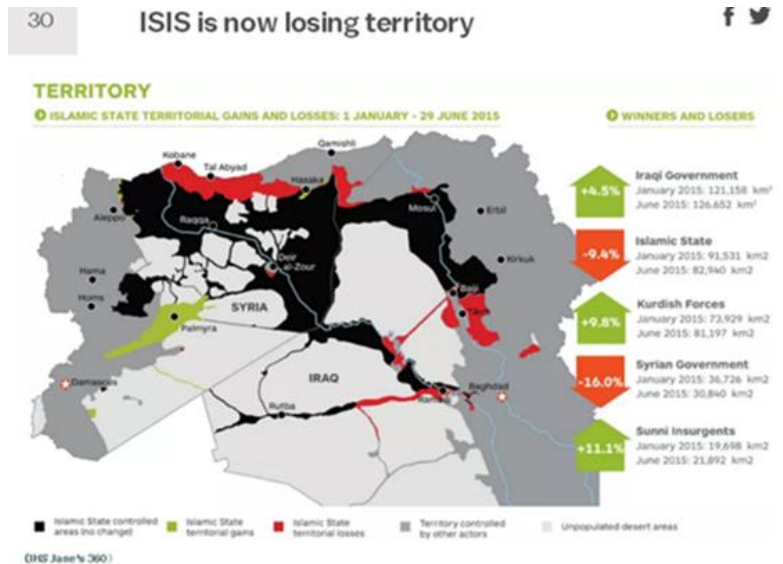 30
ISIS is now losing territory
TERRITORY
ISLAMIC STATE TERRITORIAL GAINS AND LOSSES: 1 JANUARY - 29 JUNE 2015
WINNERS AND LOSERS
Qamishli
Kobane
Tal Abyad
Hasaka
Aleppo
Raqqa
Mosul
Erbil
Deir
al-Zour
Kirkuk
Hama
Homs
SYRIA
Baiji
Palmyra
IRAQ
Damascus
Rutba
Ramadi
Baghdad
+4.5%
Iraqi Government
January 2015: 121,158 km²
June 2015: 126,652 km²
-9.4%
Islamic State
January 2015: 91,531 km2
June 2015: 82,940 km2
+9.8%
Kurdish Forces
January 2015: 73,929 km2
June 2015: 81,197 km2
-16.0%
Syrian Government
January 2015: 36,726 km2
June 2015: 30,840 km2
+11.1%
Sunni Insurgents
January 2015: 19,698 km2
June 2015: 21,892 km2
Islamic State controlled
areas (no change)
Islamic State
territorial gains
Islamic State
territorial losses
Territory controlled
by other actors
Unpopulated desert areas
(IHS Jane's 360)